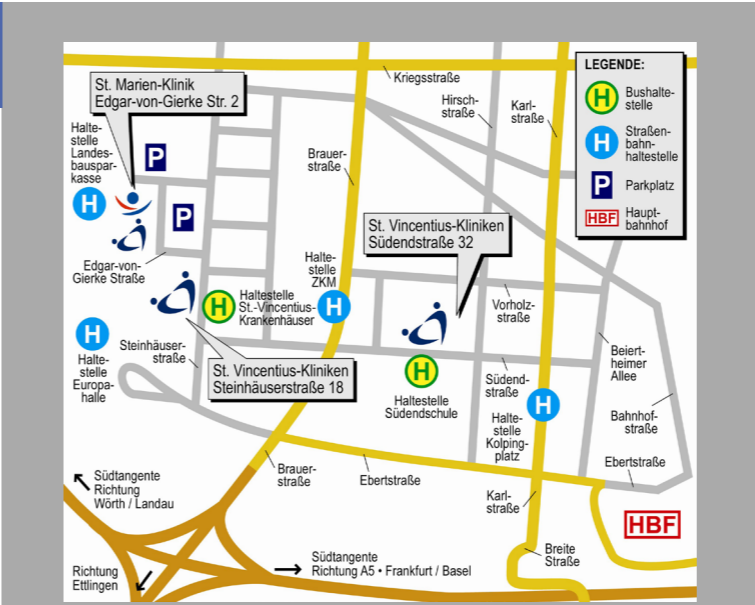 Kriegsstraße
LEGENDE:
H
Bushalte-
stelle
H
Straßen-
bahn-
haltestelle
P
Parkplatz
HBF
Haupt-
bahnhof
St. Marien-Klinik
Edgar-von-Gierke Str. 2
Hirsch-
straße
Karl-
straße
Halte-
stelle
Landes-
bauspar-
kasse
H
P
P
Brauer-
straße
St. Vincentius-Kliniken
Südendstraße 32
Edgar-von-
Gierke Straße
Halte-
stelle
ZKM
H
H
Haltestelle
St.-Vincentius-
Krankenhäuser
Vorholz-
straße
H
Halte-
stelle
Europa-
halle
Steinhäuser-
straße
St. Vincentius-Kliniken
Steinhäuserstraße 18
H
Haltestelle
Südendschule
Südend-
straße
Beiert-
heimer
Allee
H
Halte-
stelle
Kolping-
platz
Bahnhof-
straße
Brauer-
straße
Ebertstraße
Ebertstraße
Karl-
straße
HBF
Südtangente
Richtung
Wörth / Landau
Breite
Straße
Richtung
Ettlingen
Südtangente
Richtung A5 • Frankfurt / Basel